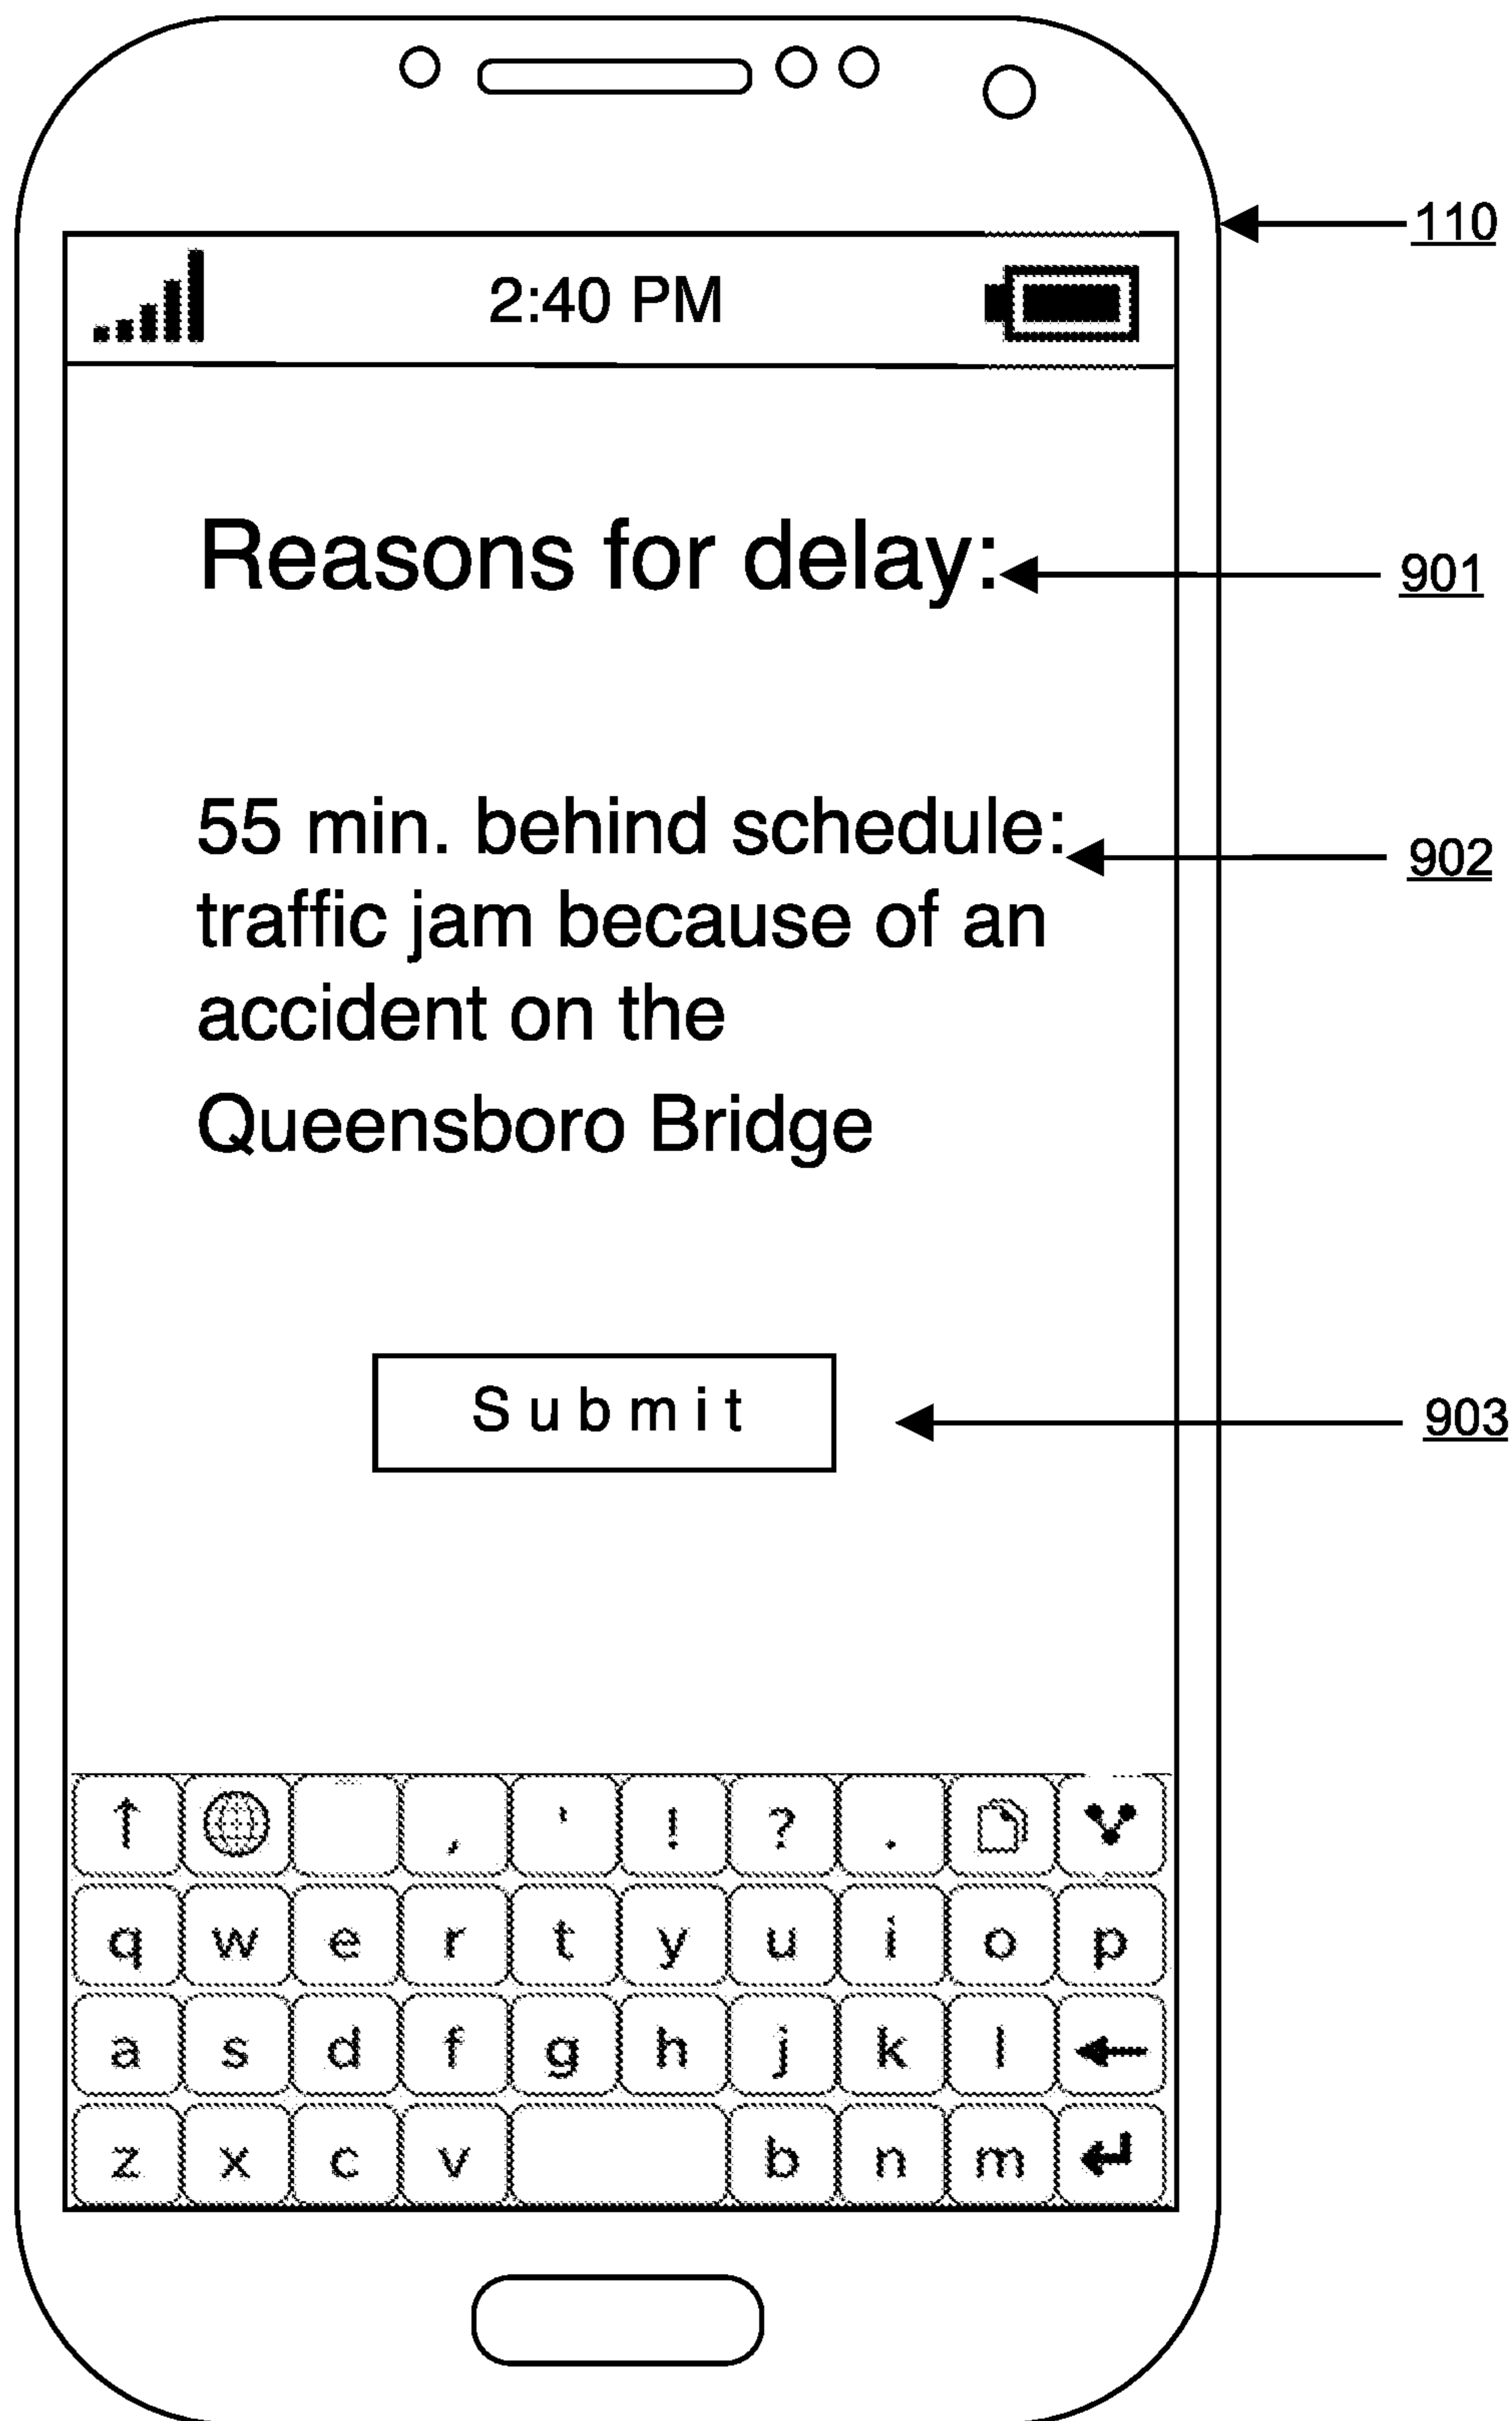 110
2:40 PM
Reasons for delay:
901
55 min. behind schedule:
902
traffic jam because of an
accident on the
Queensboro Bridge
Submit
903
↑ , ' ! ? .
q w e r t y u i o p
a s d f g h j k l ←
z x c v b n m ↵